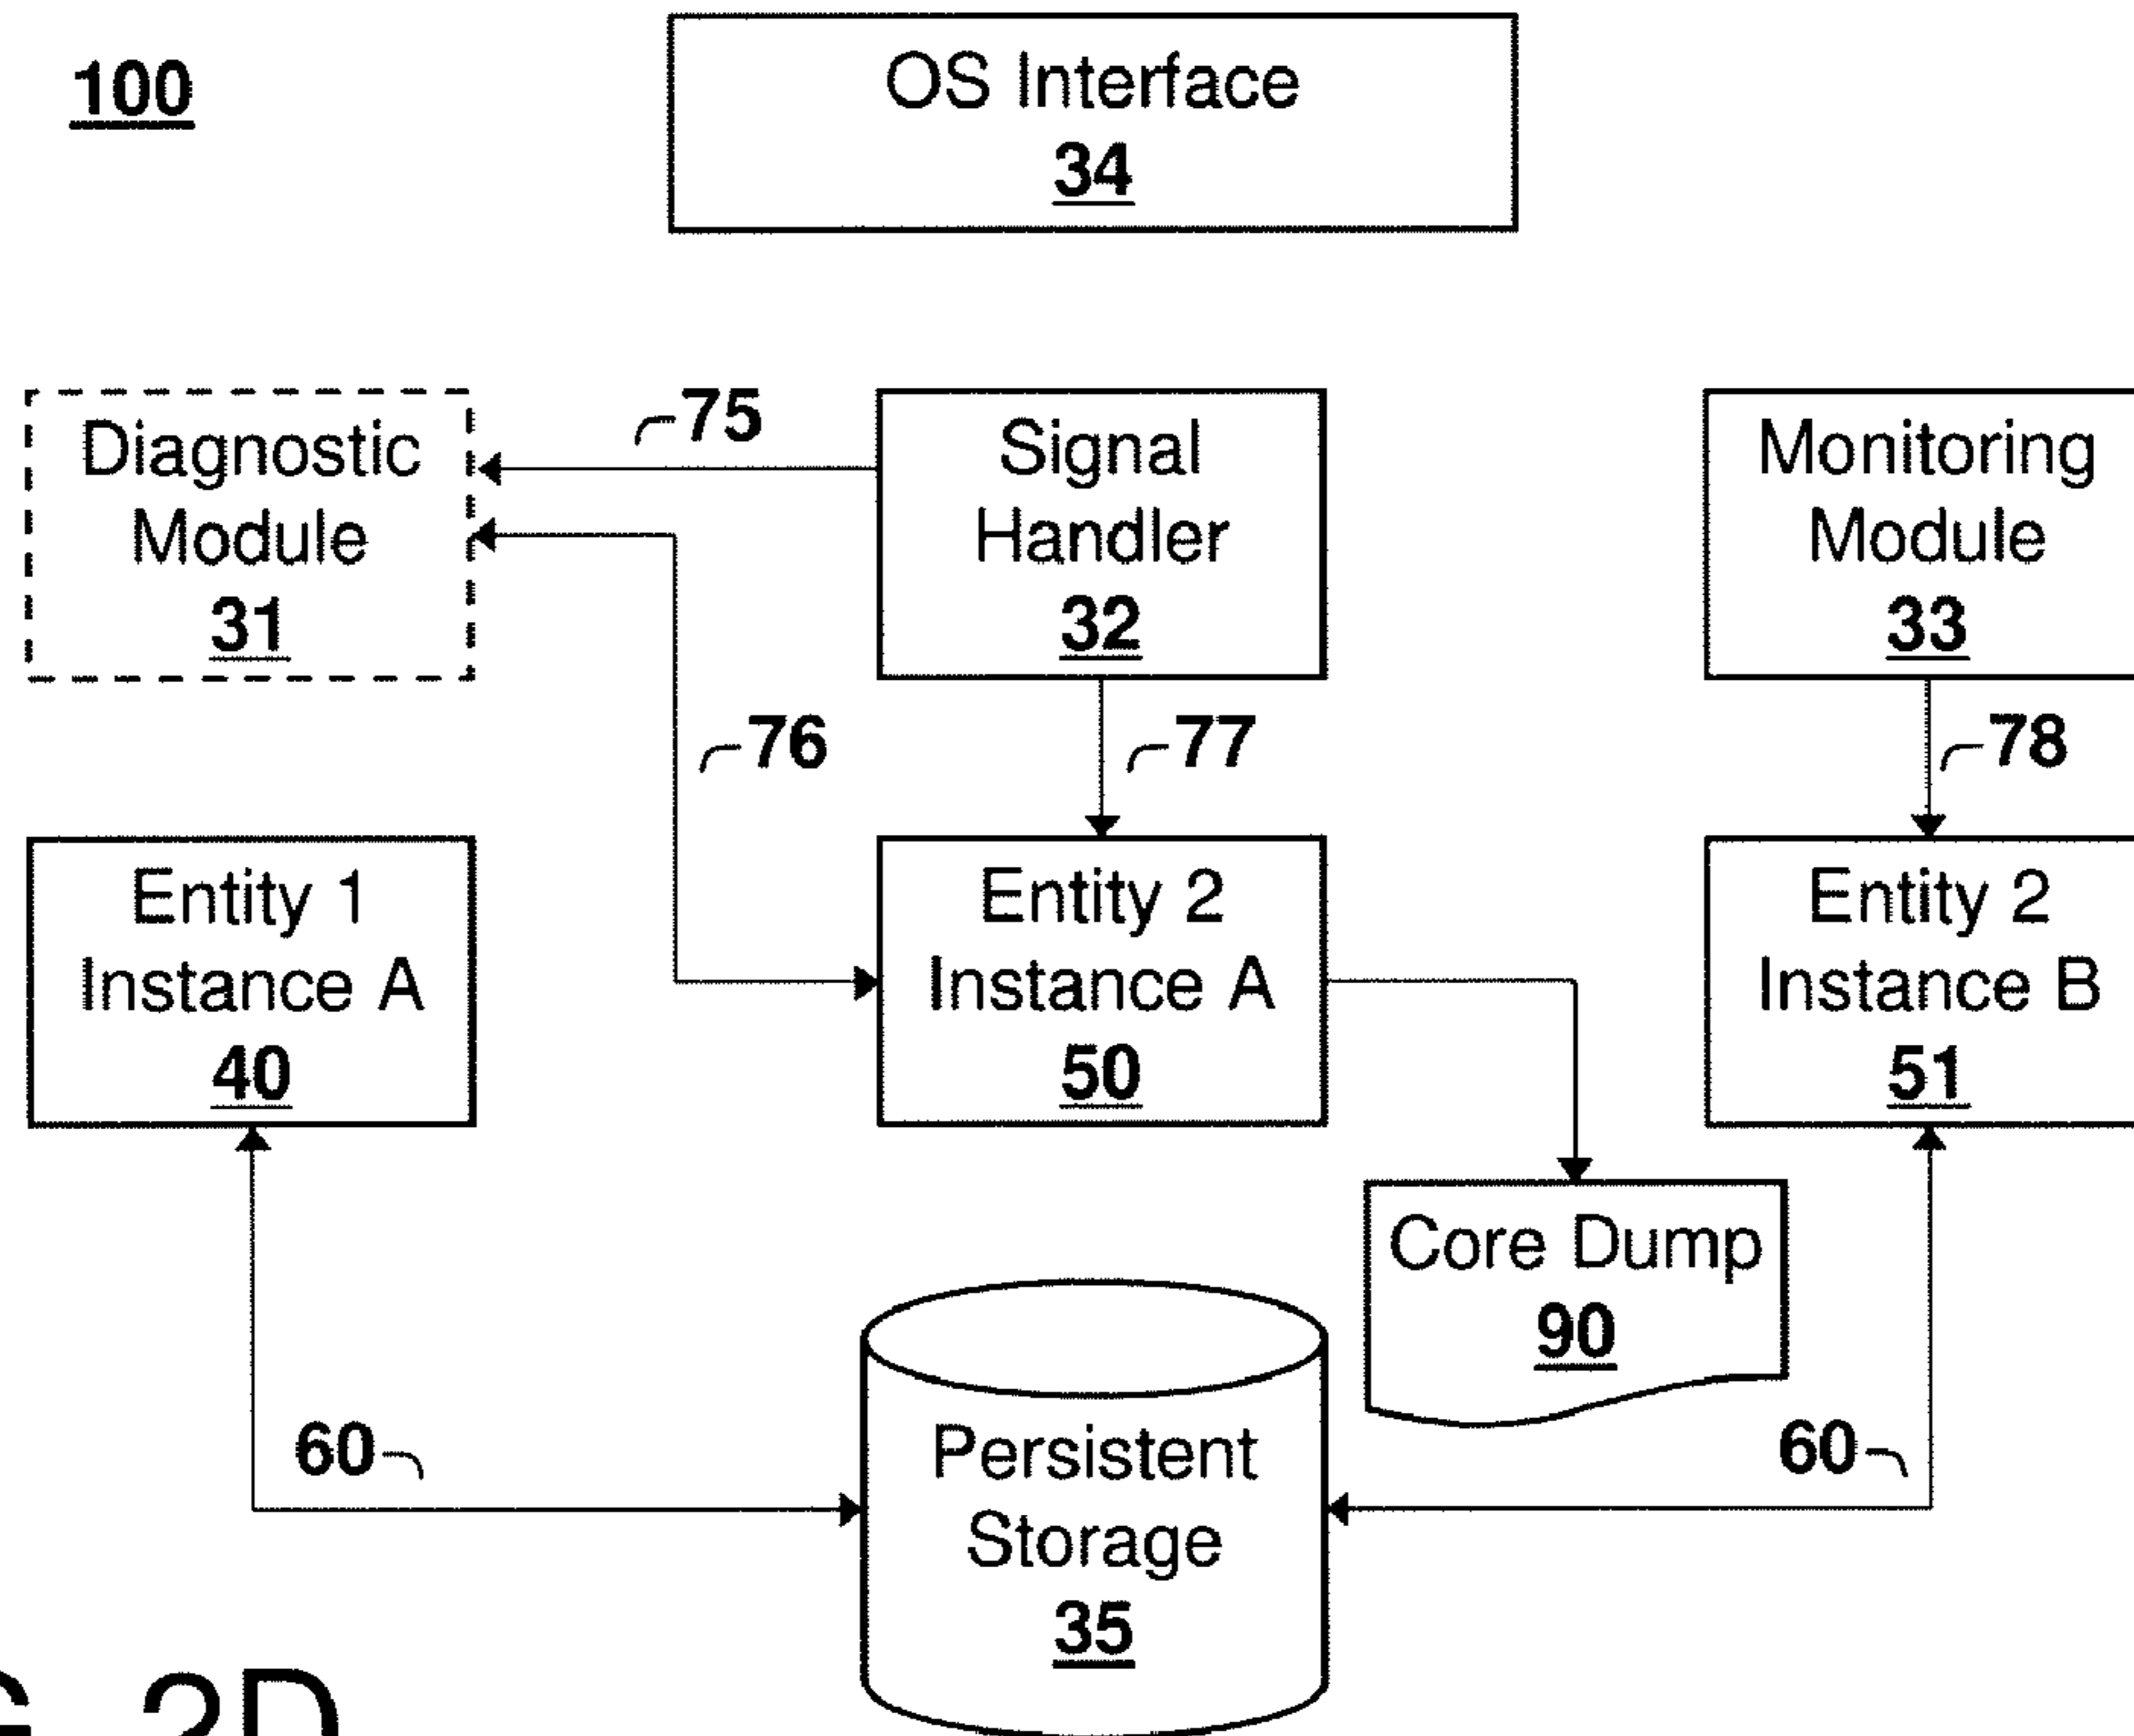 100
OS Interface
34
Diagnostic
Module
31
75
Signal
Handler
32
Monitoring
Module
33
76
77
78
Entity 1
Instance A
40
Entity 2
Instance A
50
Entity 2
Instance B
51
Core Dump
90
60
Persistent
Storage
35
60
G. 2D